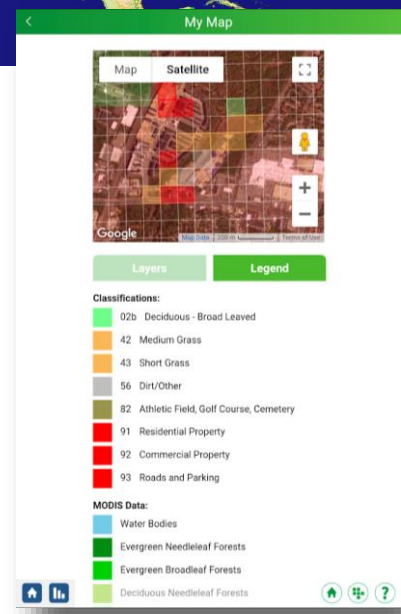 My Map
Map Satellite
Google
Map Data 200 m Terms of Use
Layers Legend
Classifications:
02b Deciduous - Broad Leaved
42 Medium Grass
43 Short Grass
56 Dirt/Other
82 Athletic Field, Golf Course, Cemetery
91 Residential Property
92 Commercial Property
93 Roads and Parking
MODIS Data:
Water Bodies
Evergreen Needleleaf Forests
Evergreen Broadleaf Forests
Deciduous Needleleaf Forests
?